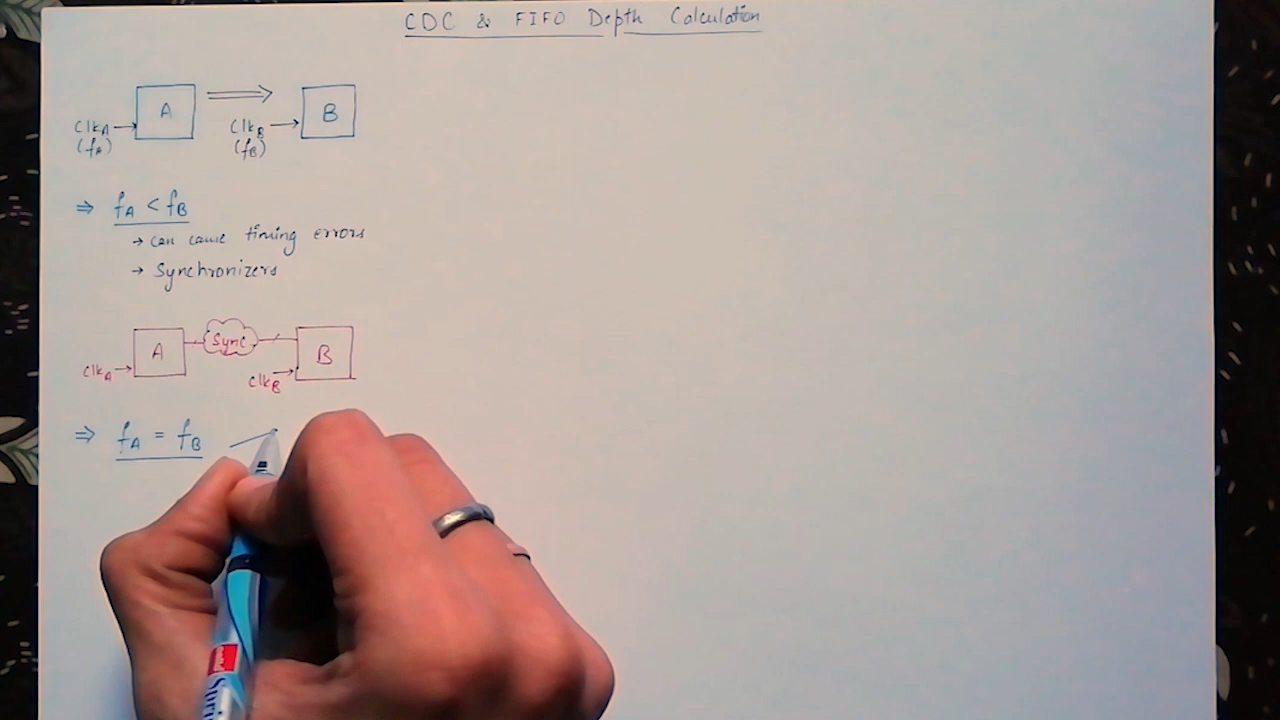 CDC & FIFO Depth Calculation
A
B
ClkA
(fA)
ClkB
(fB)
⇒ fA < fB
→ can cause timing errors
→ Synchronizers
A
Sync
B
ClkA
ClkB
⇒ fA = fB